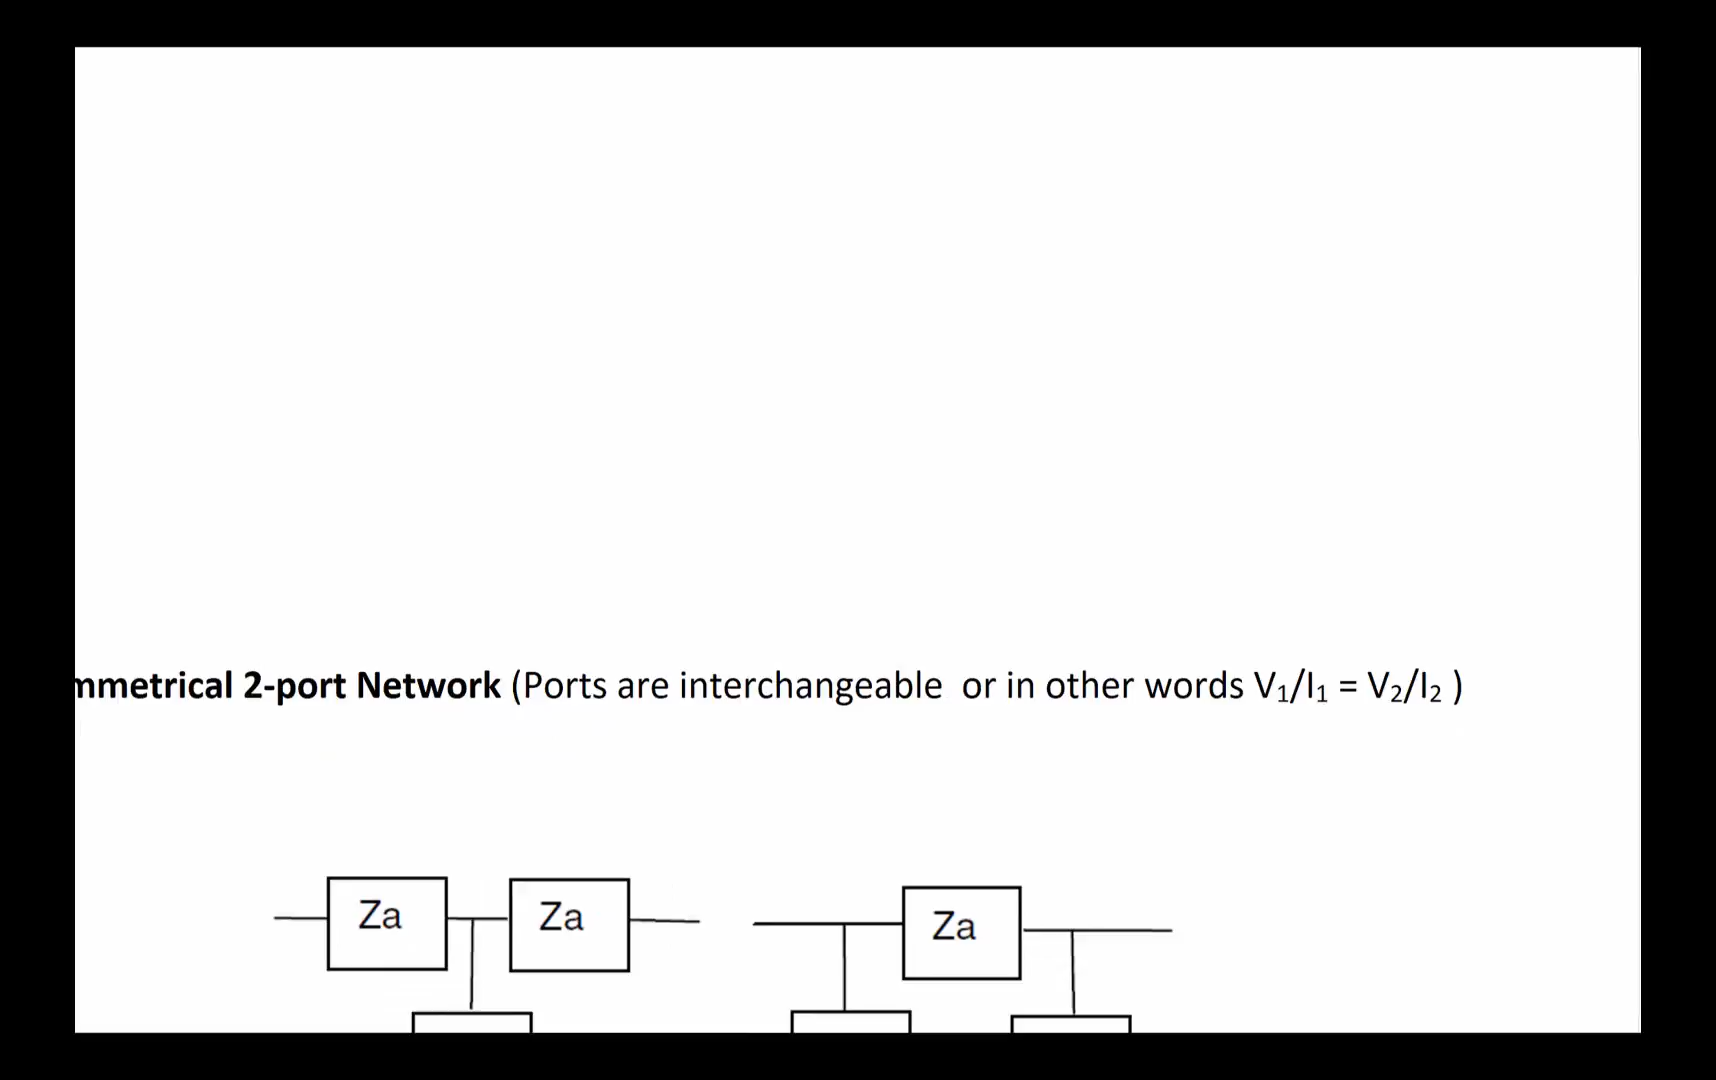 mmetrical 2-port Network (Ports are interchangeable or in other words V₁/I₁ = V₂/I₂ )
Za Za Za